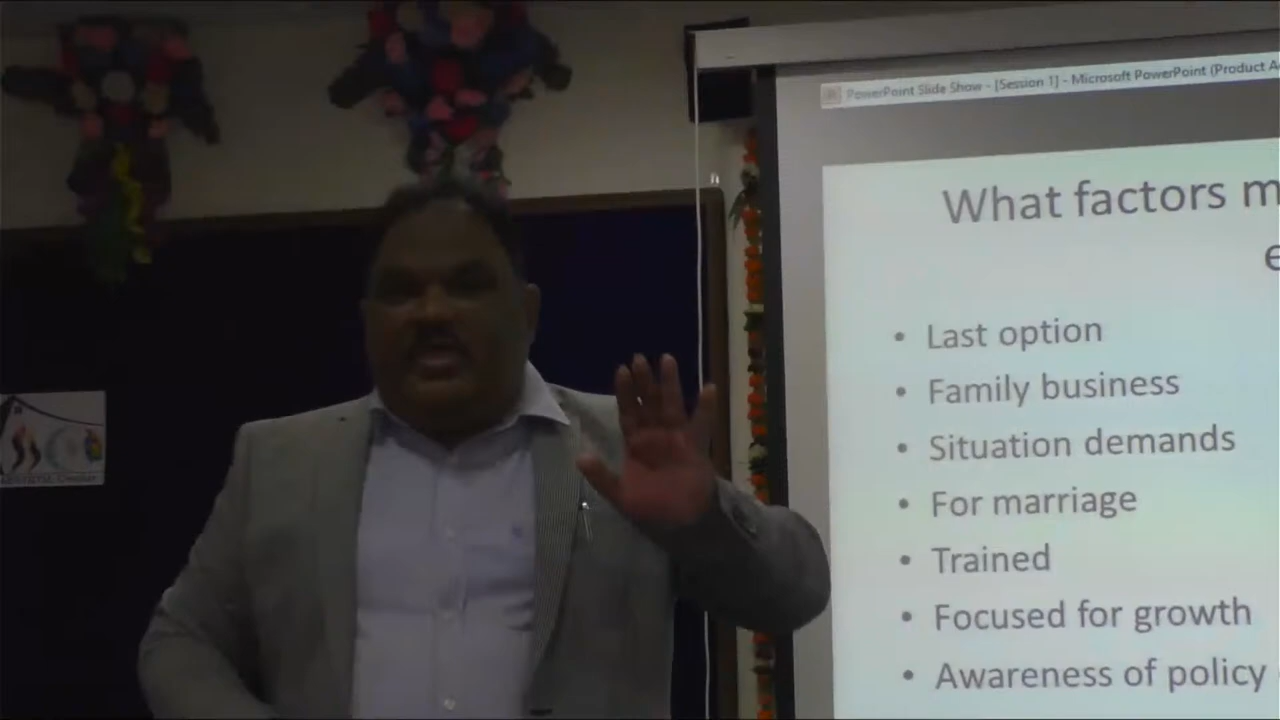 PowerPoint Slide Show - [Session 1] - Microsoft PowerPoint (Product A
What factors m
e
• Last option
• Family business
• Situation demands
• For marriage
• Trained
• Focused for growth
• Awareness of policy